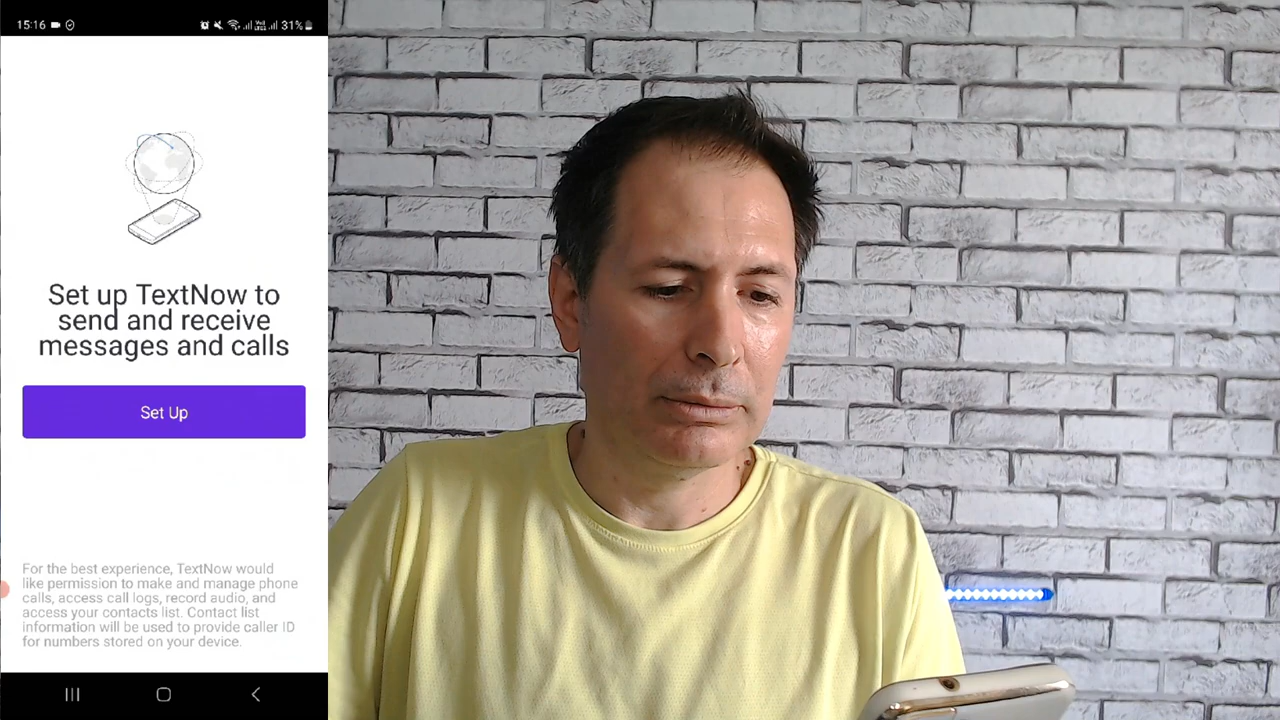 15:16
31%
Set up TextNow to
send and receive
messages and calls
Set Up
For the best experience, TextNow would
like permission to make and manage phone
calls, access call logs, record audio, and
access your contacts list. Contact list
information will be used to provide caller ID
for numbers stored on your device.